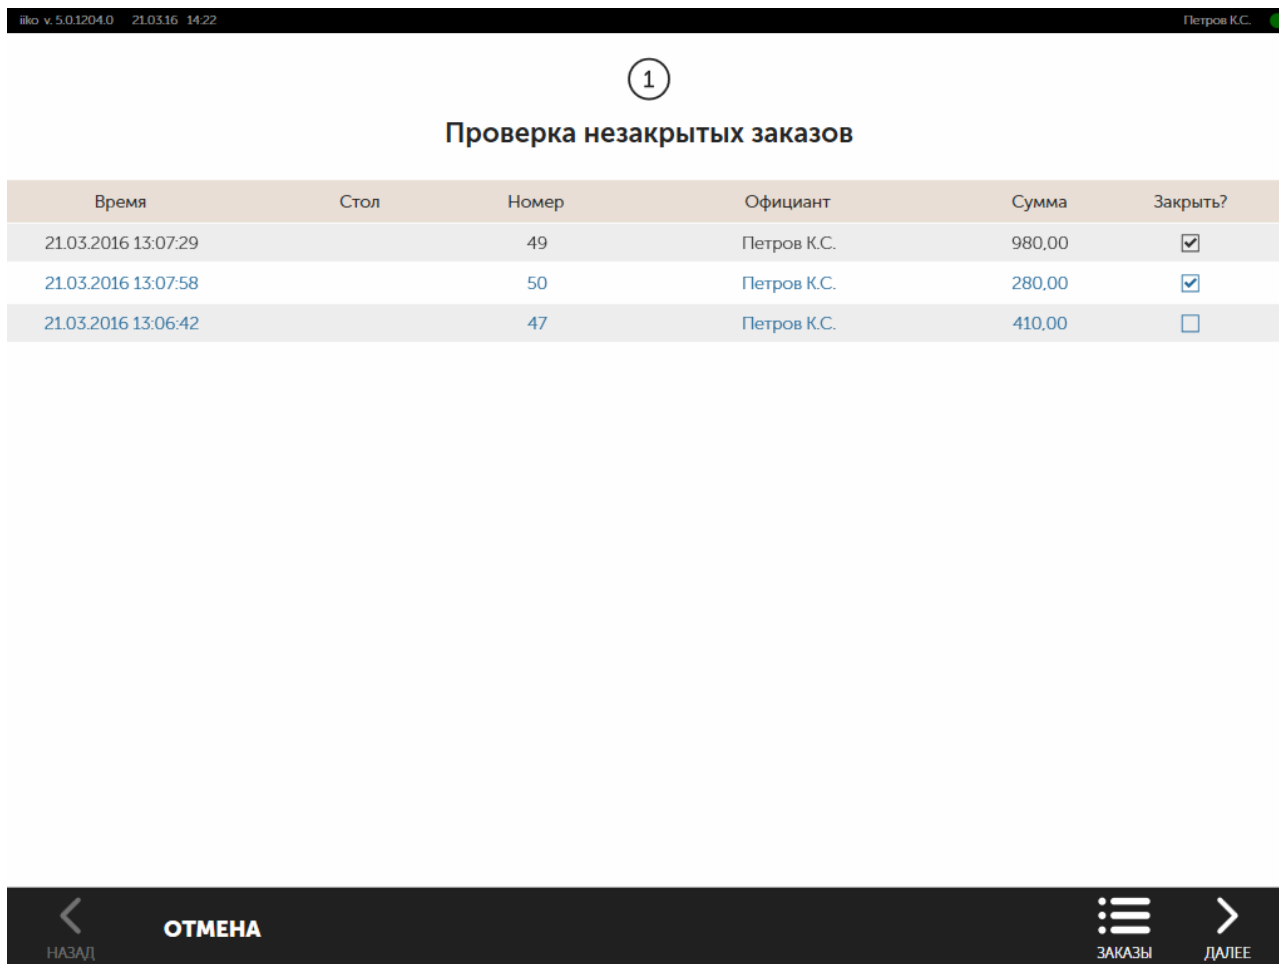 iiko v. 5.0.1204.0 21.03.16 14:22 Петров К.С.
1
Проверка незакрытых заказов
Время Стол Номер Официант Сумма Закрыть?
21.03.2016 13:07:29 49 Петров К.С. 980,00
21.03.2016 13:07:58 50 Петров К.С. 280,00
21.03.2016 13:06:42 47 Петров К.С. 410,00
НАЗАД ОТМЕНА ЗАКАЗЫ ДАЛЕЕ